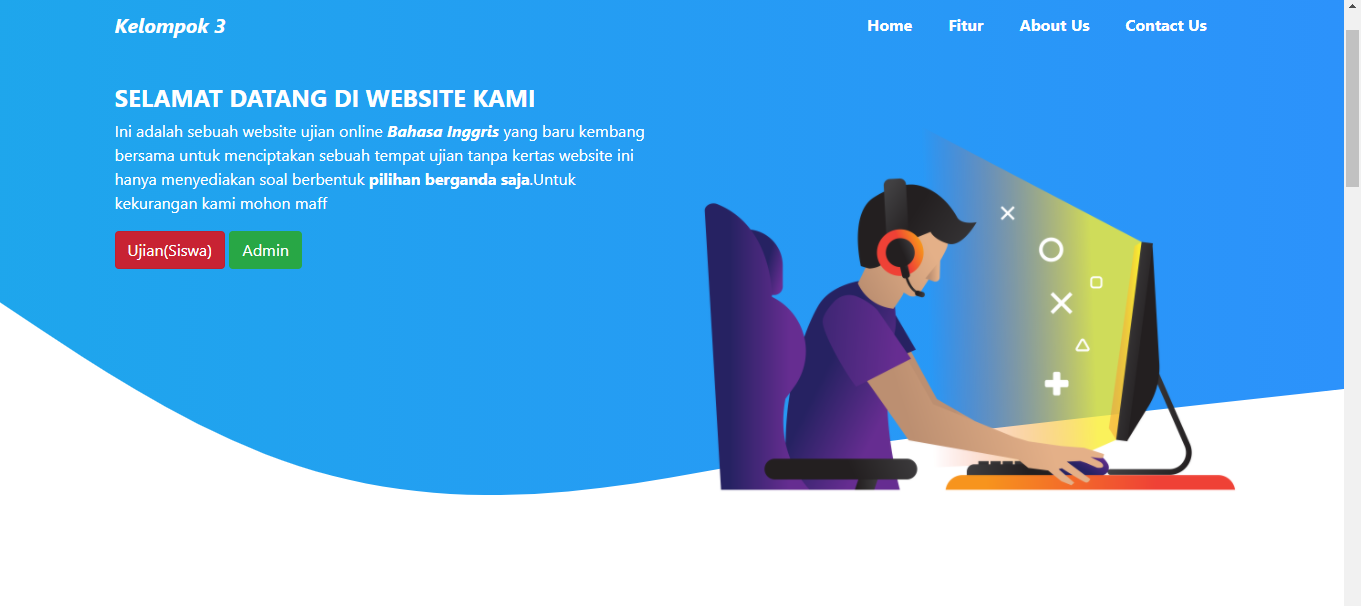 Kelompok 3
Home Fitur About Us Contact Us
SELAMAT DATANG DI WEBSITE KAMI
Ini adalah sebuah website ujian online Bahasa Inggris yang baru kembang
bersama untuk menciptakan sebuah tempat ujian tanpa kertas website ini
hanya menyediakan soal berbentuk pilihan berganda saja.Untuk
kekurangan kami mohon maff
Ujian(Siswa) Admin